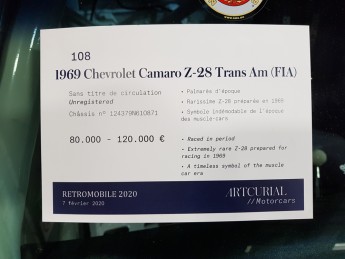 108
1969 Chevrolet Camaro Z-28 Trans Am (FIA)
Sans titre de circulation
Unregistered
Châssis n° 124379N610871
80.000 - 120.000 €
• Palmarès d'époque
• Rarissime Z-28 préparée en 1969
• Symbole indémodable de l'époque
des muscle-cars
• Raced in period
• Extremely rare Z-28 prepared for
racing in 1969
• A timeless symbol of the muscle
car era
RETROMOBILE 2020
7 février 2020
ARTCURIAL
//Motorcars